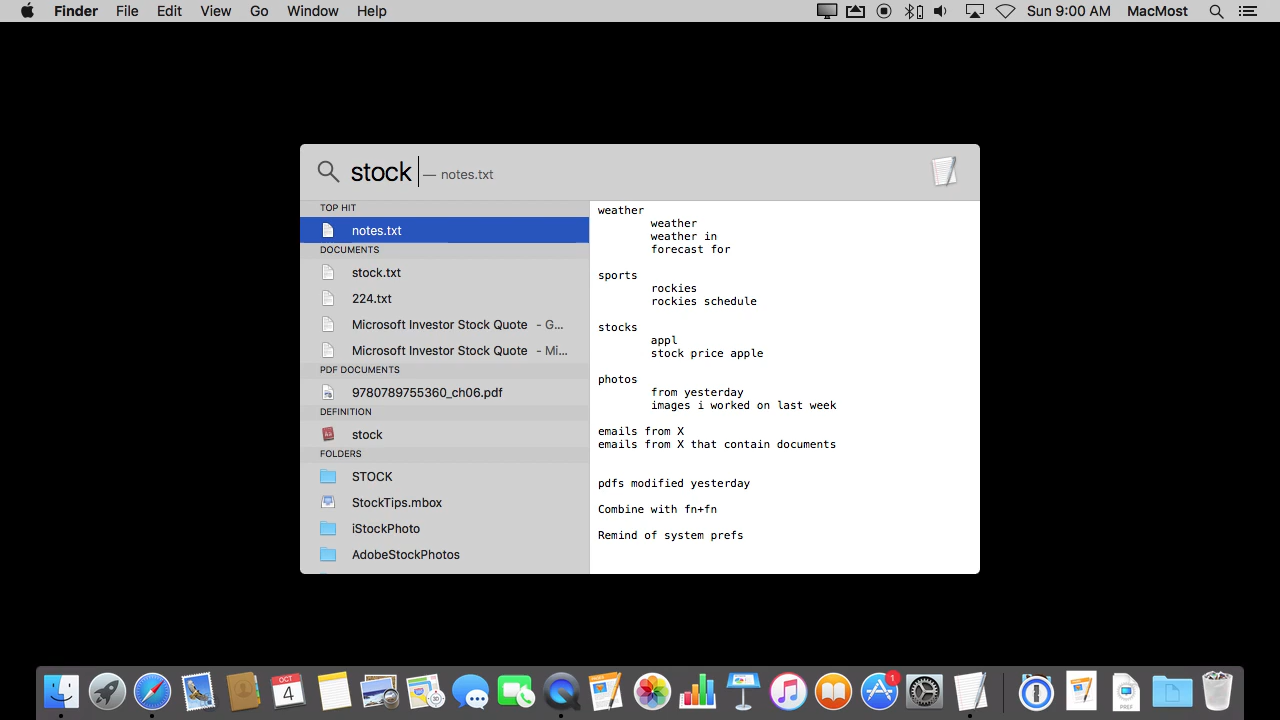 Finder File Edit View Go Window Help Sun 9:00 AM MacMost
stock — notes.txt
TOP HIT
notes.txt
DOCUMENTS
stock.txt
224.txt
Microsoft Investor Stock Quote - G...
Microsoft Investor Stock Quote - Mi...
PDF DOCUMENTS
9780789755360_ch06.pdf
DEFINITION
stock
FOLDERS
STOCK
StockTips.mbox
iStockPhoto
AdobeStockPhotos
weather
weather
weather in
forecast for
sports
rockies
rockies schedule
stocks
appl
stock price apple
photos
from yesterday
images i worked on last week
emails from X
emails from X that contain documents
pdfs modified yesterday
Combine with fn+fn
Remind of system prefs
OCT
4
1
PREF